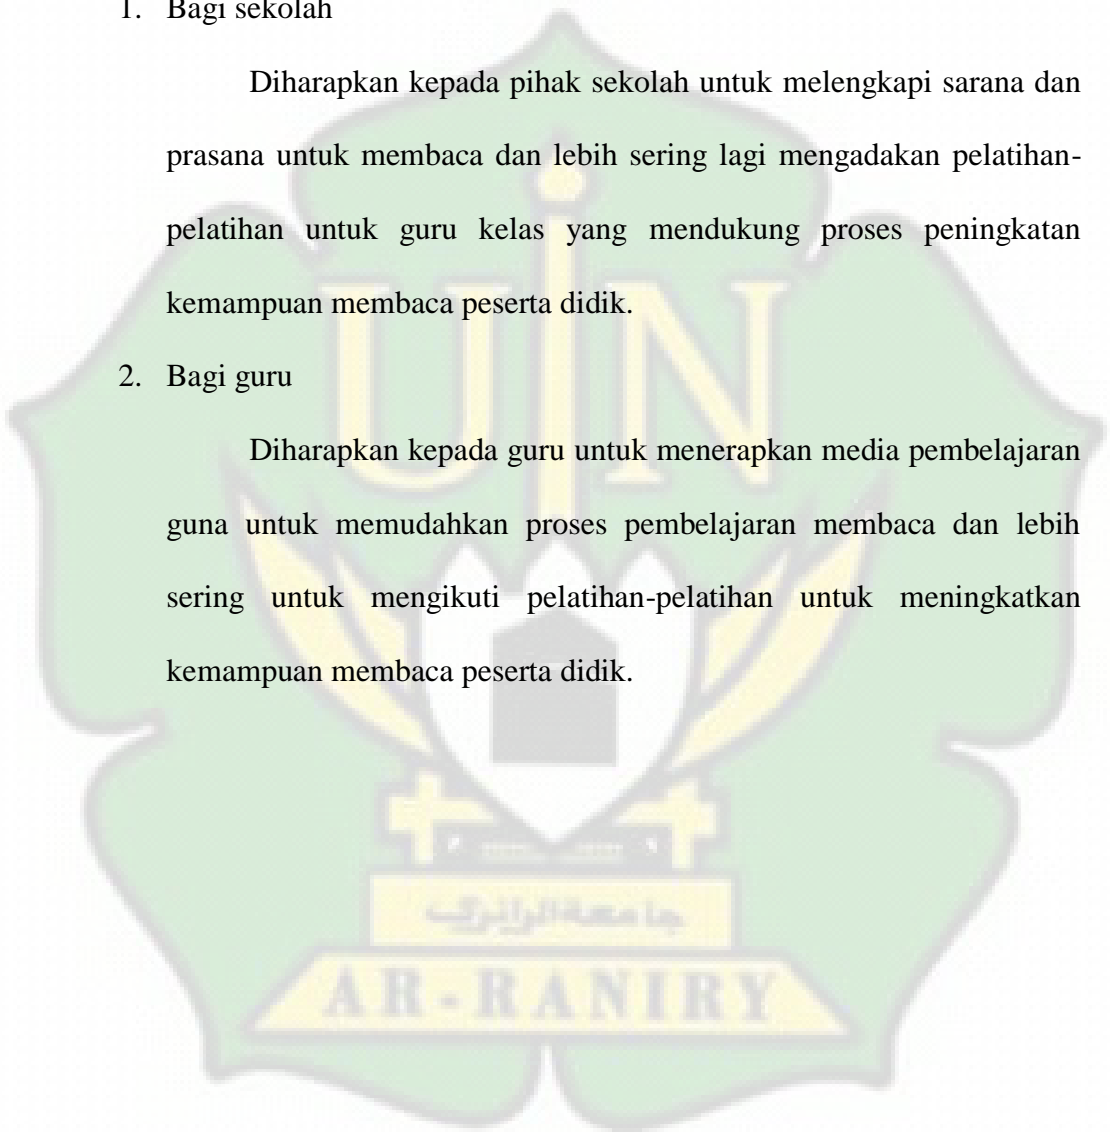 1. Bagi sekolah
Diharapkan kepada pihak sekolah untuk melengkapi sarana dan
prasana untuk membaca dan lebih sering lagi mengadakan pelatihan-
pelatihan untuk guru kelas yang mendukung proses peningkatan
kemampuan membaca peserta didik.
2. Bagi guru
Diharapkan kepada guru untuk menerapkan media pembelajaran
guna untuk memudahkan proses pembelajaran membaca dan lebih
sering untuk mengikuti pelatihan-pelatihan untuk meningkatkan
kemampuan membaca peserta didik.
UIN
جامعة الرانري
AR-RANIRY